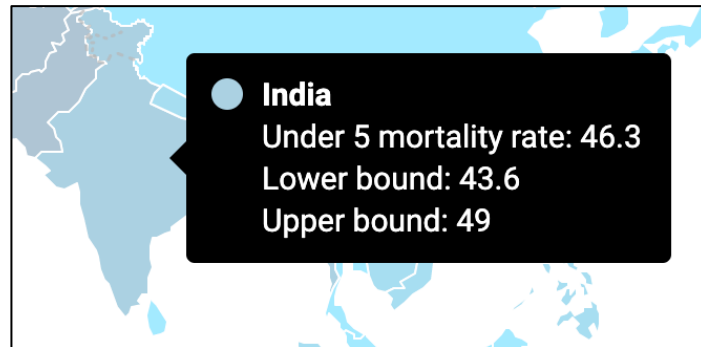 India
Under 5 mortality rate: 46.3
Lower bound: 43.6
Upper bound: 49